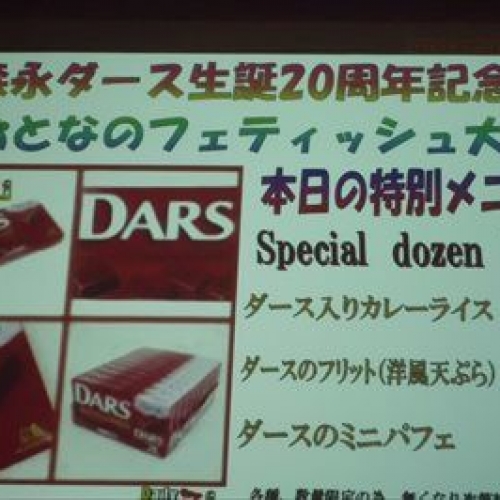 森永ダース生誕20周年記念
おとなのフェティッシュ大
本日の特別メニ
DARS
Special dozen
ダース入りカレーライス
ダースのフリット(洋風天ぷら)
DARS
ダースのミニパフェ